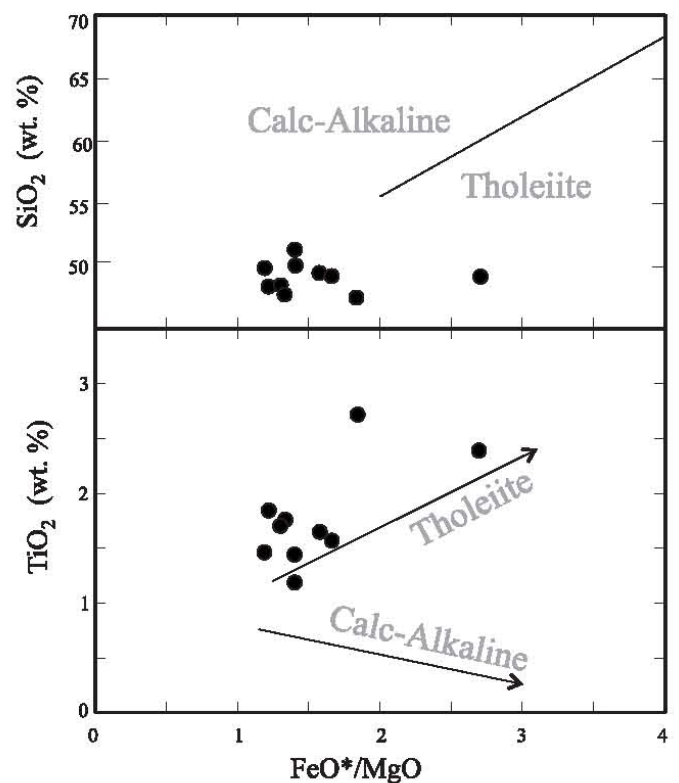 70
65
60
55
50
SiO₂ (wt. %)
Calc-Alkaline
Tholeiite
3
2
1
0
TiO₂ (wt. %)
Tholeiite
Calc-Alkaline
0 1 2 3 4
FeO*/MgO